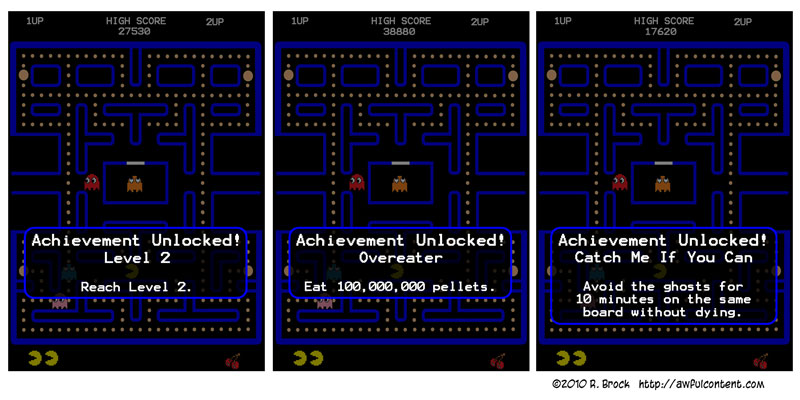 1UP HIGH SCORE 2UP
27530
Achievement Unlocked!
Level 2
Reach Level 2.
1UP HIGH SCORE 2UP
38880
Achievement Unlocked!
Overeater
Eat 100,000,000 pellets.
1UP HIGH SCORE 2UP
17620
Achievement Unlocked!
Catch Me If You Can
Avoid the ghosts for
10 minutes on the same
board without dying.
©2010 R. Brock http://awfulcontent.com